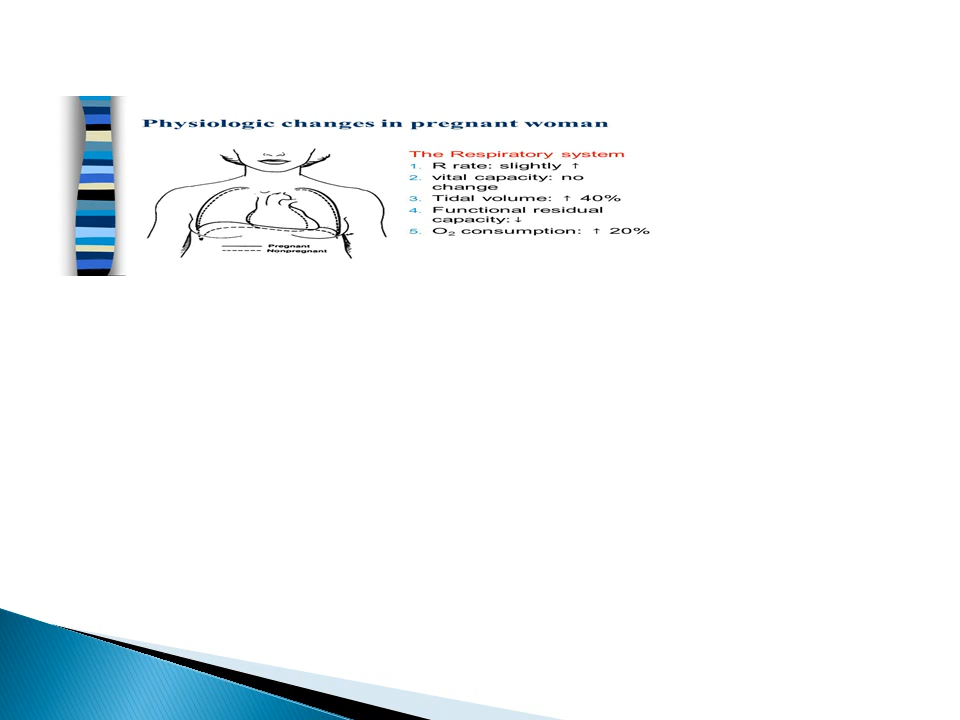 Physiologic changes in pregnant woman
The Respiratory system
1. R rate: slightly ↑
2. vital capacity: no
change
3. Tidal volume: ↑ 40%
4. Functional residual
capacity:↓
5. O₂ consumption: ↑ 20%
Pregnant
Nonpregnant